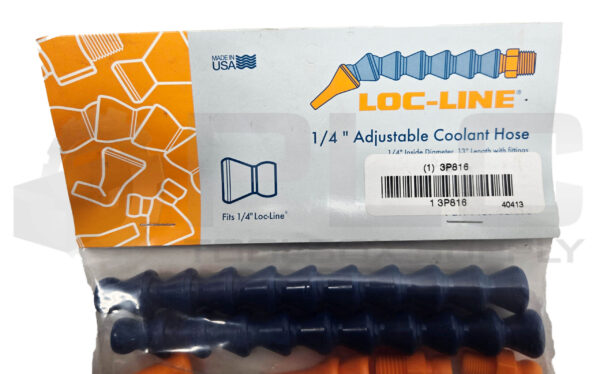 MADE IN
USA
LOC-LINE®
1/4 " Adjustable Coolant Hose
1/4" Inside Diameter, 13" Length with fittings
(1) 3P816
1 3P816 40413
Fits 1/4" Loc-Line®